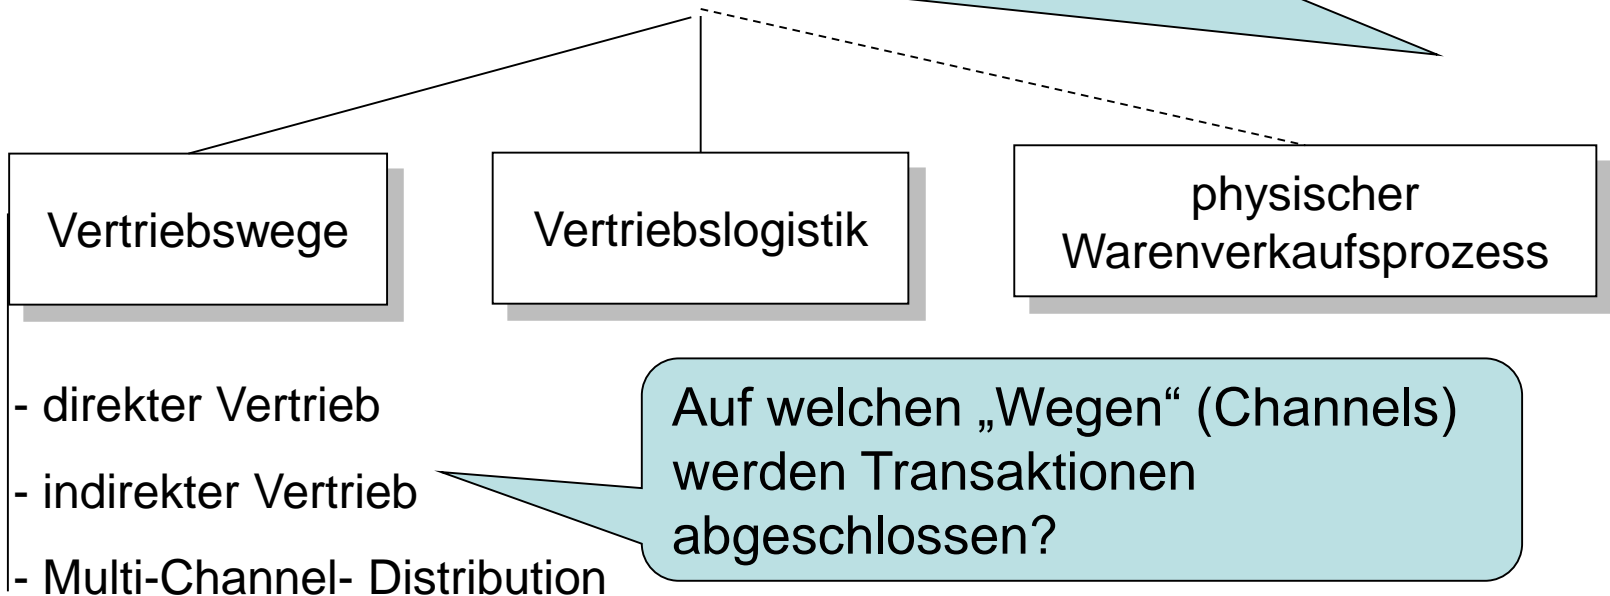 Vertriebswege
Vertriebslogistik
physischer
Warenverkaufsprozess
- direkter Vertrieb
- indirekter Vertrieb
- Multi-Channel- Distribution
Auf welchen „Wegen“ (Channels)
werden Transaktionen
abgeschlossen?